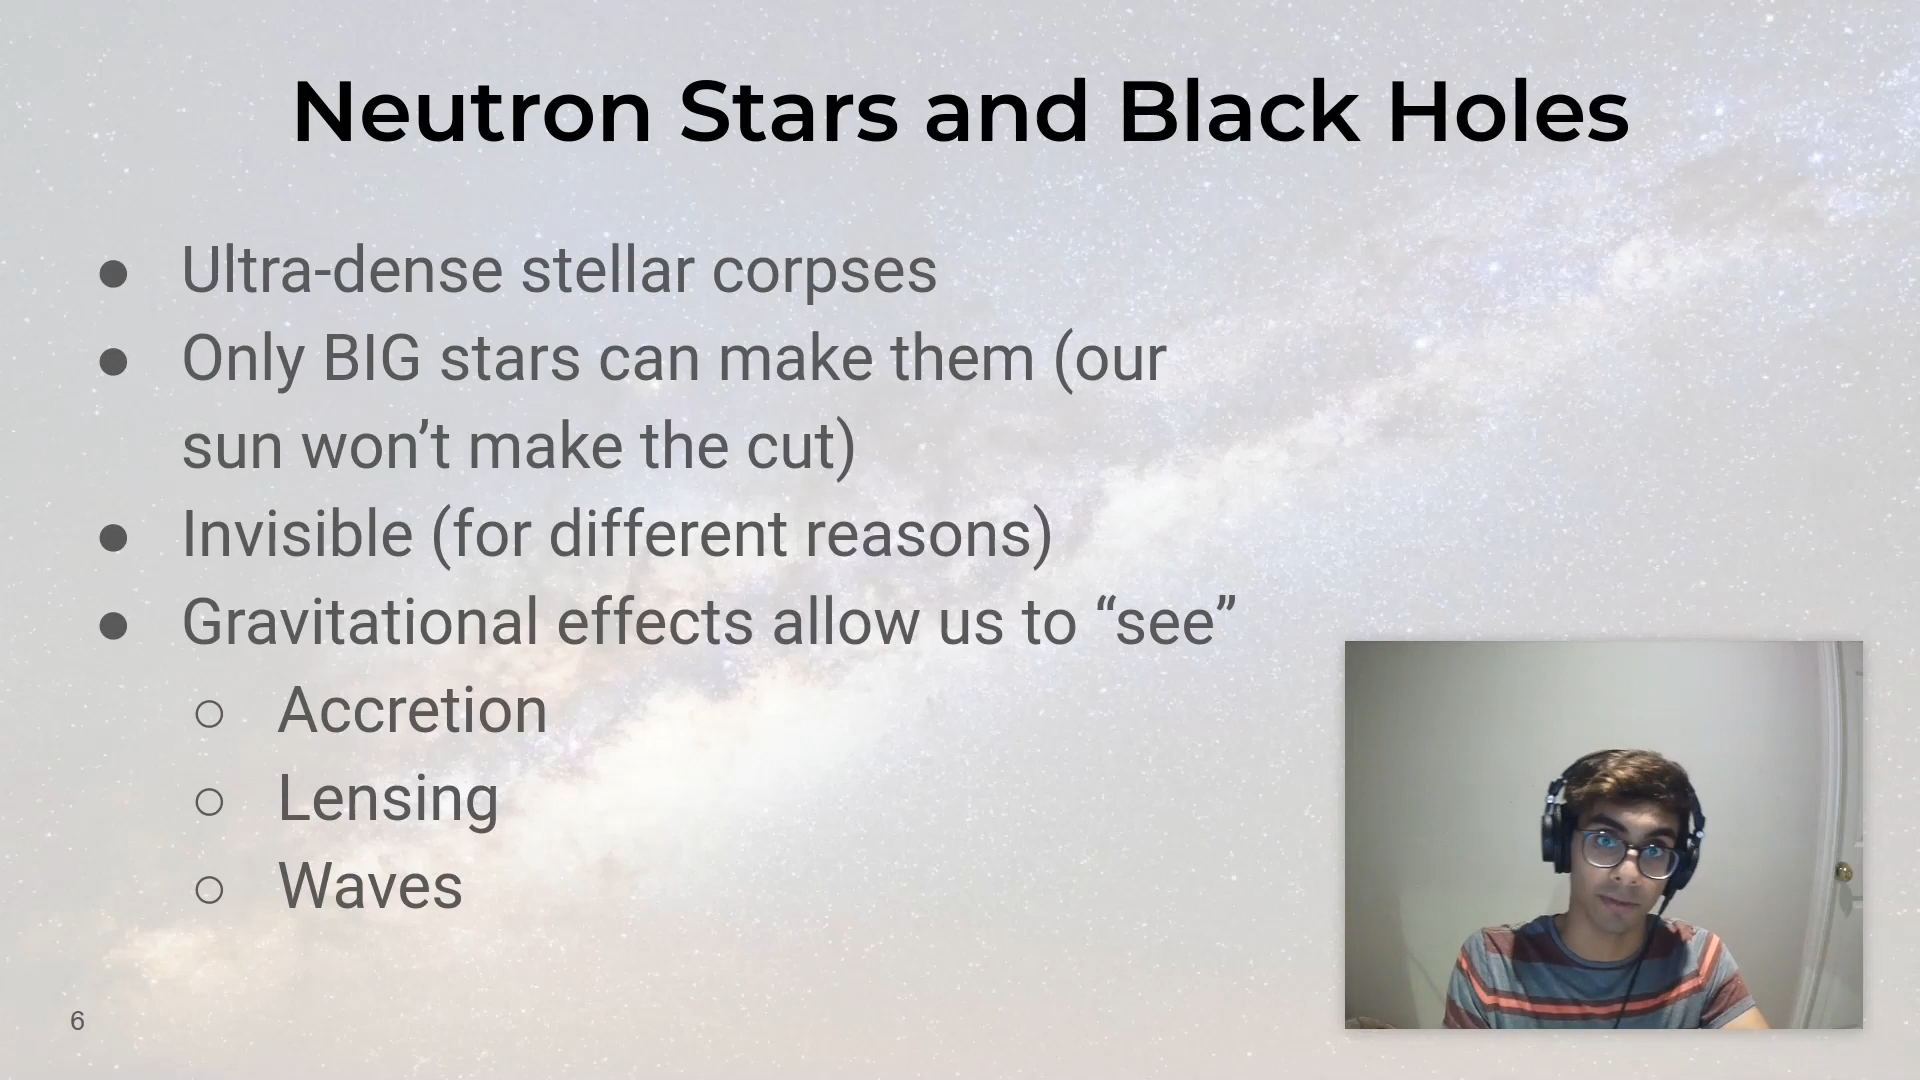 Neutron Stars and Black Holes
● Ultra-dense stellar corpses
● Only BIG stars can make them (our
sun won’t make the cut)
● Invisible (for different reasons)
● Gravitational effects allow us to “see”
○ Accretion
○ Lensing
○ Waves
6